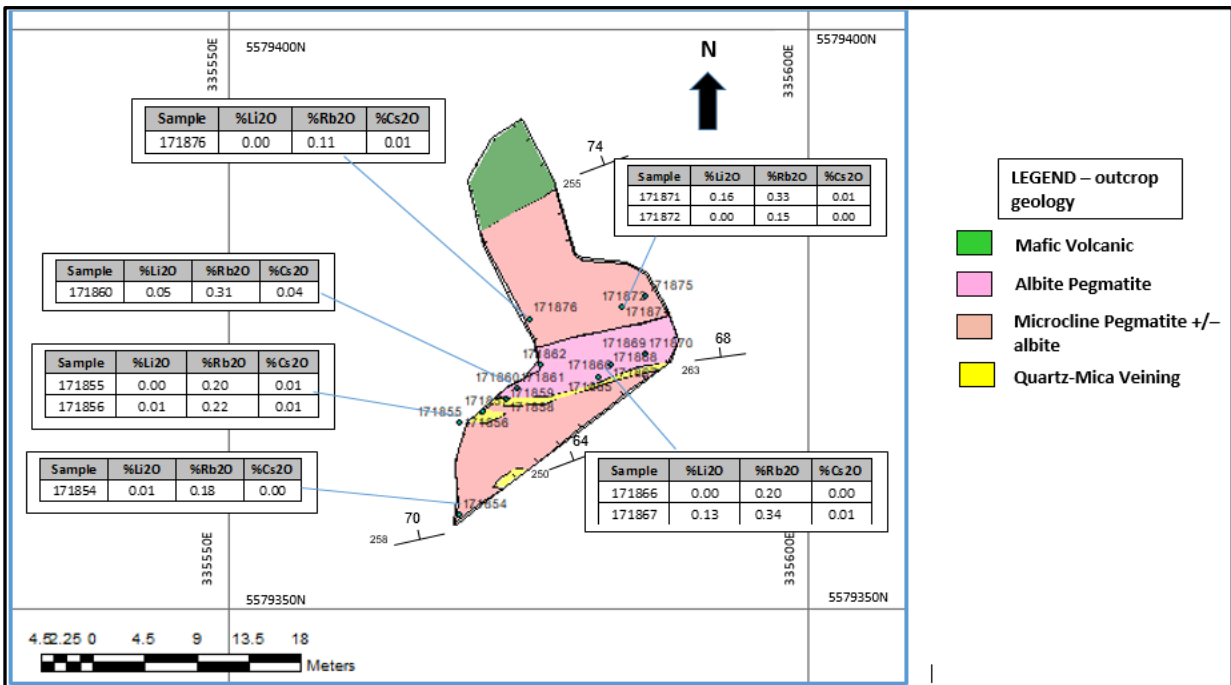 335550E
5579400N
335600E
5579400N
N
Sample %Li2O %Rb2O %Cs2O
171876 0.00 0.11 0.01
74
255
Sample %Li2O %Rb2O %Cs2O
171871 0.16 0.33 0.01
171872 0.00 0.15 0.00
LEGEND – outcrop
geology
Mafic Volcanic
Albite Pegmatite
Microcline Pegmatite +/–
albite
Quartz-Mica Veining
Sample %Li2O %Rb2O %Cs2O
171860 0.05 0.31 0.04
171875
171876
68
263
171869 171870
171862
171868
171860 171861
171859
171858
171855
171856
Sample %Li2O %Rb2O %Cs2O
171855 0.00 0.20 0.01
171856 0.01 0.22 0.01
64
250
Sample %Li2O %Rb2O %Cs2O
171854 0.01 0.18 0.00
171854
Sample %Li2O %Rb2O %Cs2O
171866 0.00 0.20 0.00
171867 0.13 0.34 0.01
70
258
335550E
335600E
5579350N
5579350N
4.5 2.25 0 4.5 9 13.5 18
Meters